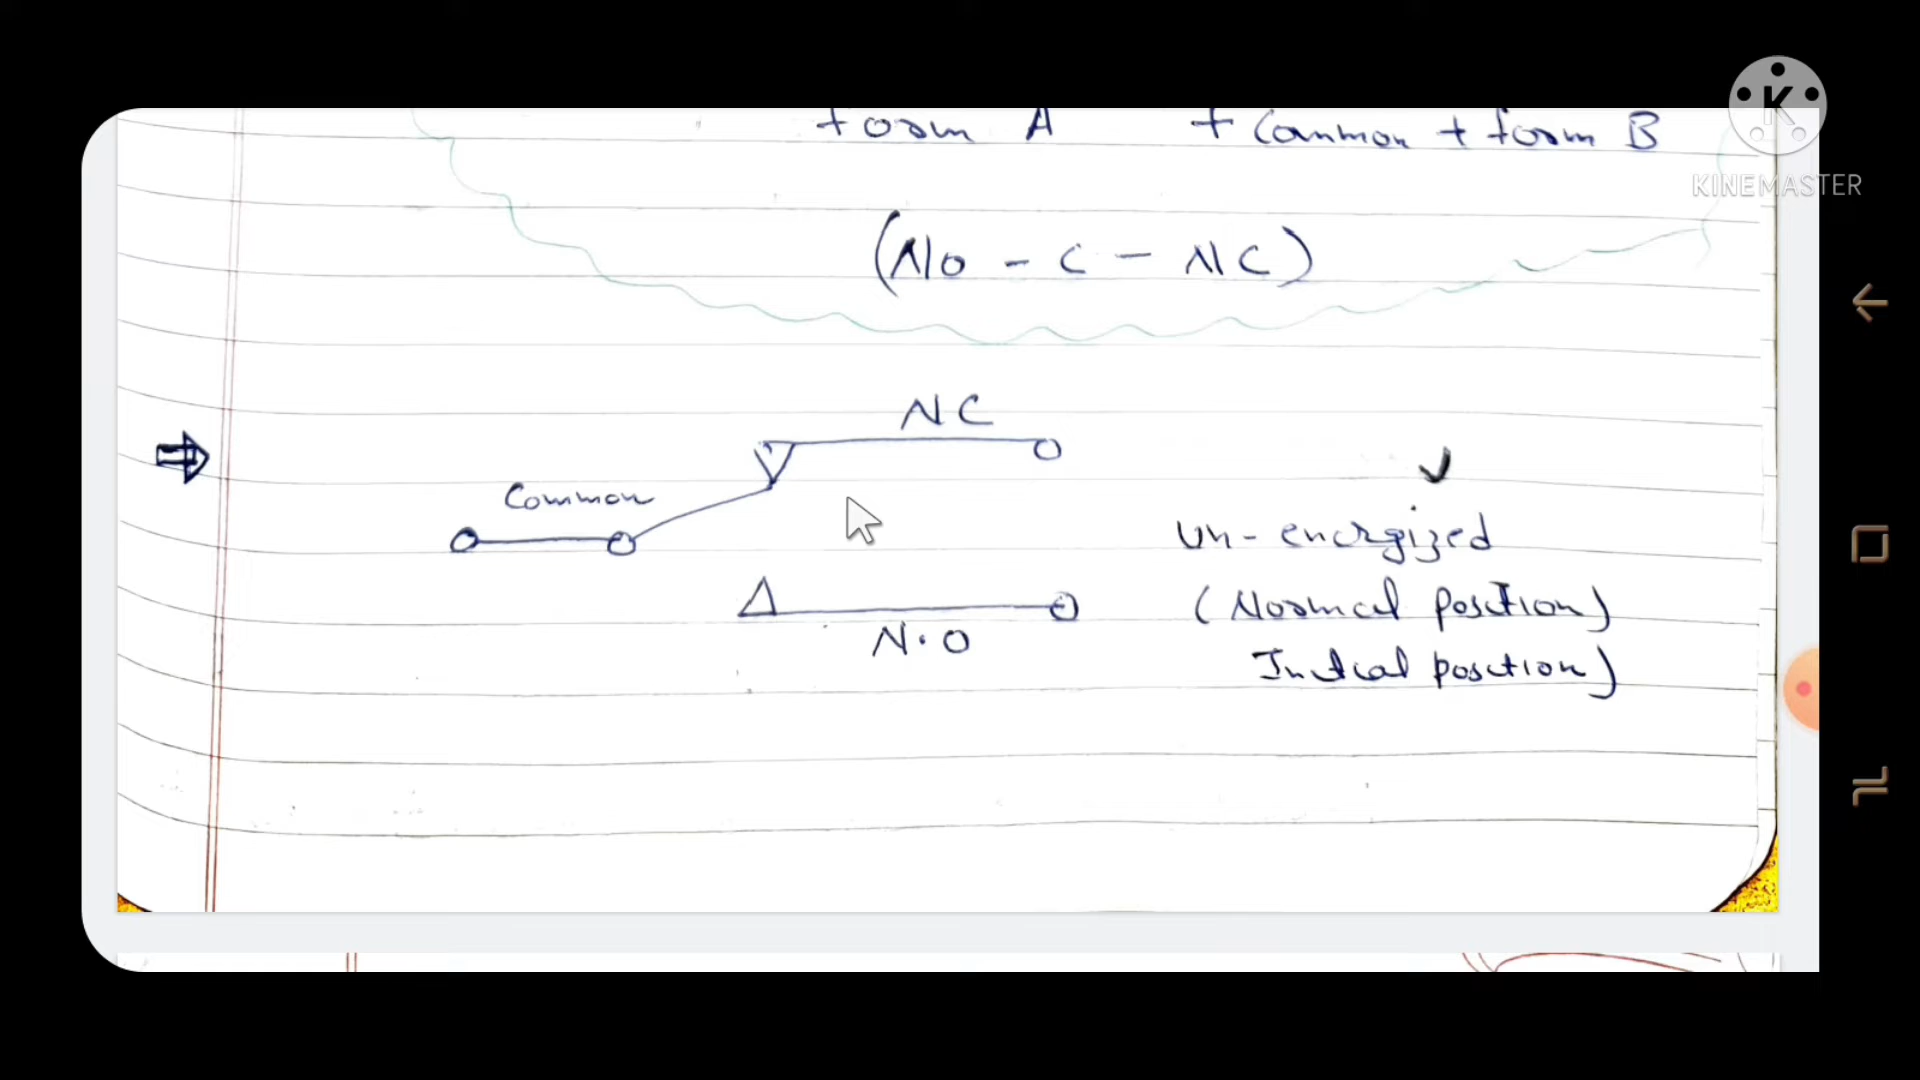 form A + Common + form B
KINEMASTER
(No - C - NC)
NC
Common
un-energized
(Normal position)
N.O
Initial position)